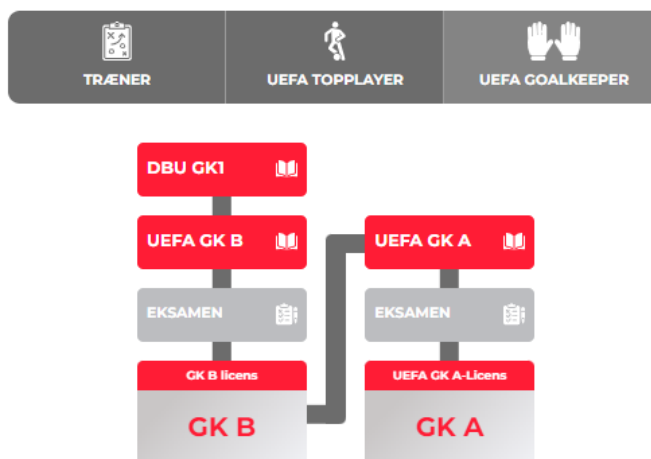 TRÆNER
UEFA TOPPLAYER
UEFA GOALKEEPER
DBU GK1
UEFA GK B
EKSAMEN
GK B licens
GK B
UEFA GK A
EKSAMEN
UEFA GK A-Licens
GK A